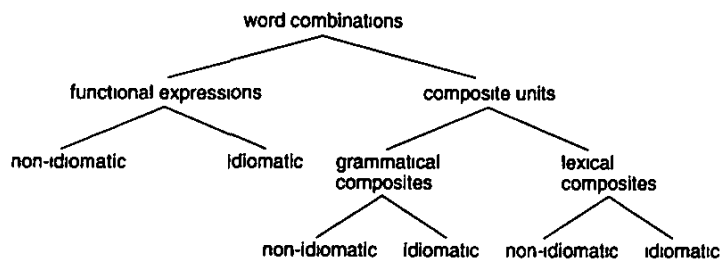 word combinations
functional expressions composite units
non-idiomatic idiomatic grammatical composites lexical composites
non-idiomatic idiomatic non-idiomatic idiomatic